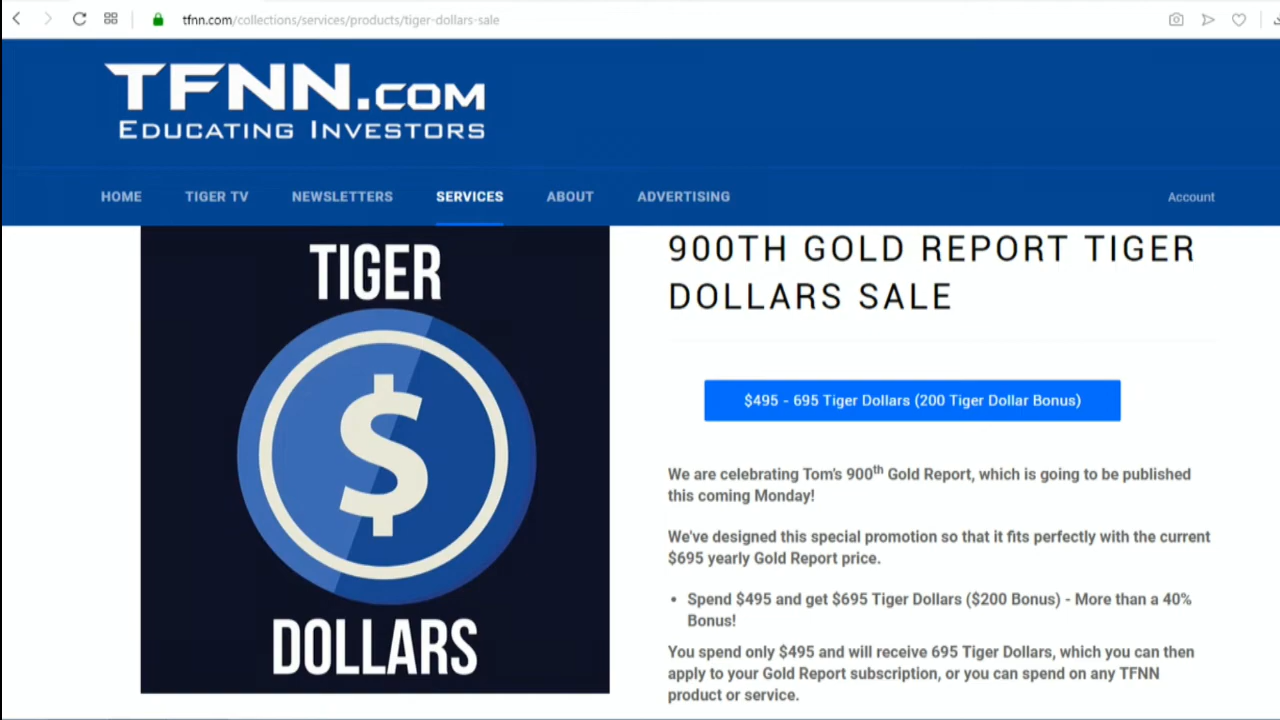 tfnn.com/collections/services/products/tiger-dollars-sale
TFNN.COM
EDUCATING INVESTORS
HOME TIGER TV NEWSLETTERS SERVICES ABOUT ADVERTISING Account
TIGER
$
DOLLARS
900TH GOLD REPORT TIGER
DOLLARS SALE
$495 - 695 Tiger Dollars (200 Tiger Dollar Bonus)
We are celebrating Tom's 900th Gold Report, which is going to be published
this coming Monday!
We've designed this special promotion so that it fits perfectly with the current
$695 yearly Gold Report price.
• Spend $495 and get $695 Tiger Dollars ($200 Bonus) - More than a 40%
Bonus!
You spend only $495 and will receive 695 Tiger Dollars, which you can then
apply to your Gold Report subscription, or you can spend on any TFNN
product or service.